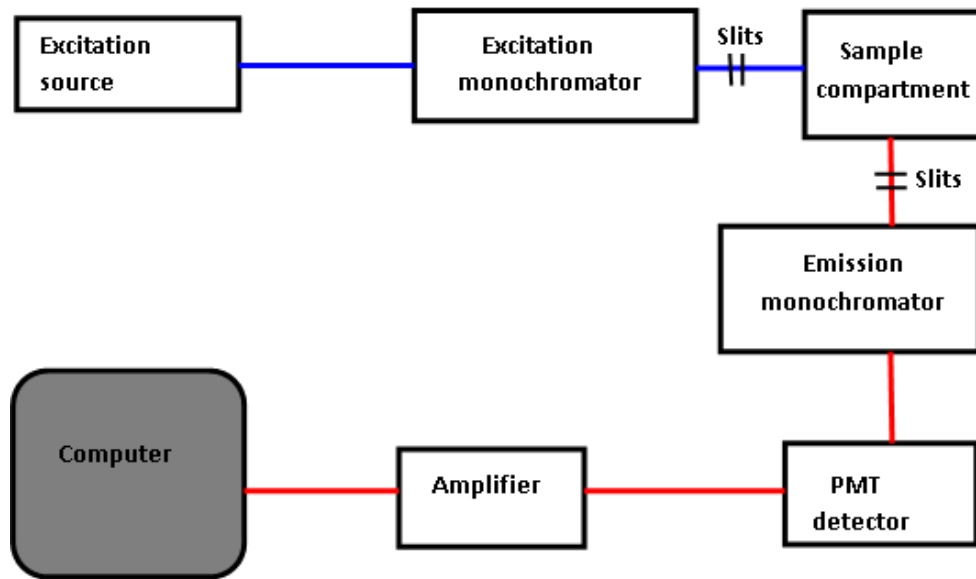 Excitation
source
Excitation
monochromator
Slits
Sample
compartment
Slits
Emission
monochromator
Computer
Amplifier
PMT
detector